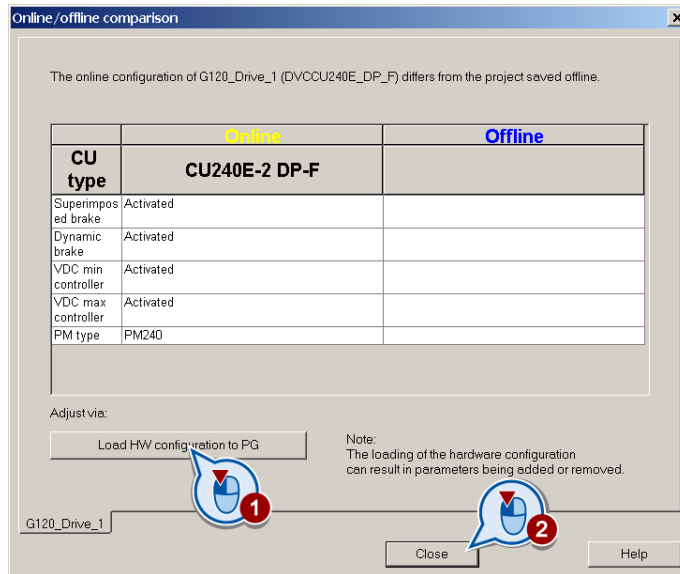 Online/offline comparison
The online configuration of G120_Drive_1 (DVCCU240E_DP_F) differs from the project saved offline.
Online Offline
CU type CU240E-2 DP-F
Superimposed brake Activated
Dynamic brake Activated
VDC min controller Activated
VDC max controller Activated
PM type PM240
Adjust via:
Load HW configuration to PG
Note:
The loading of the hardware configuration
can result in parameters being added or removed.
1
G120_Drive_1
2
Close
Help